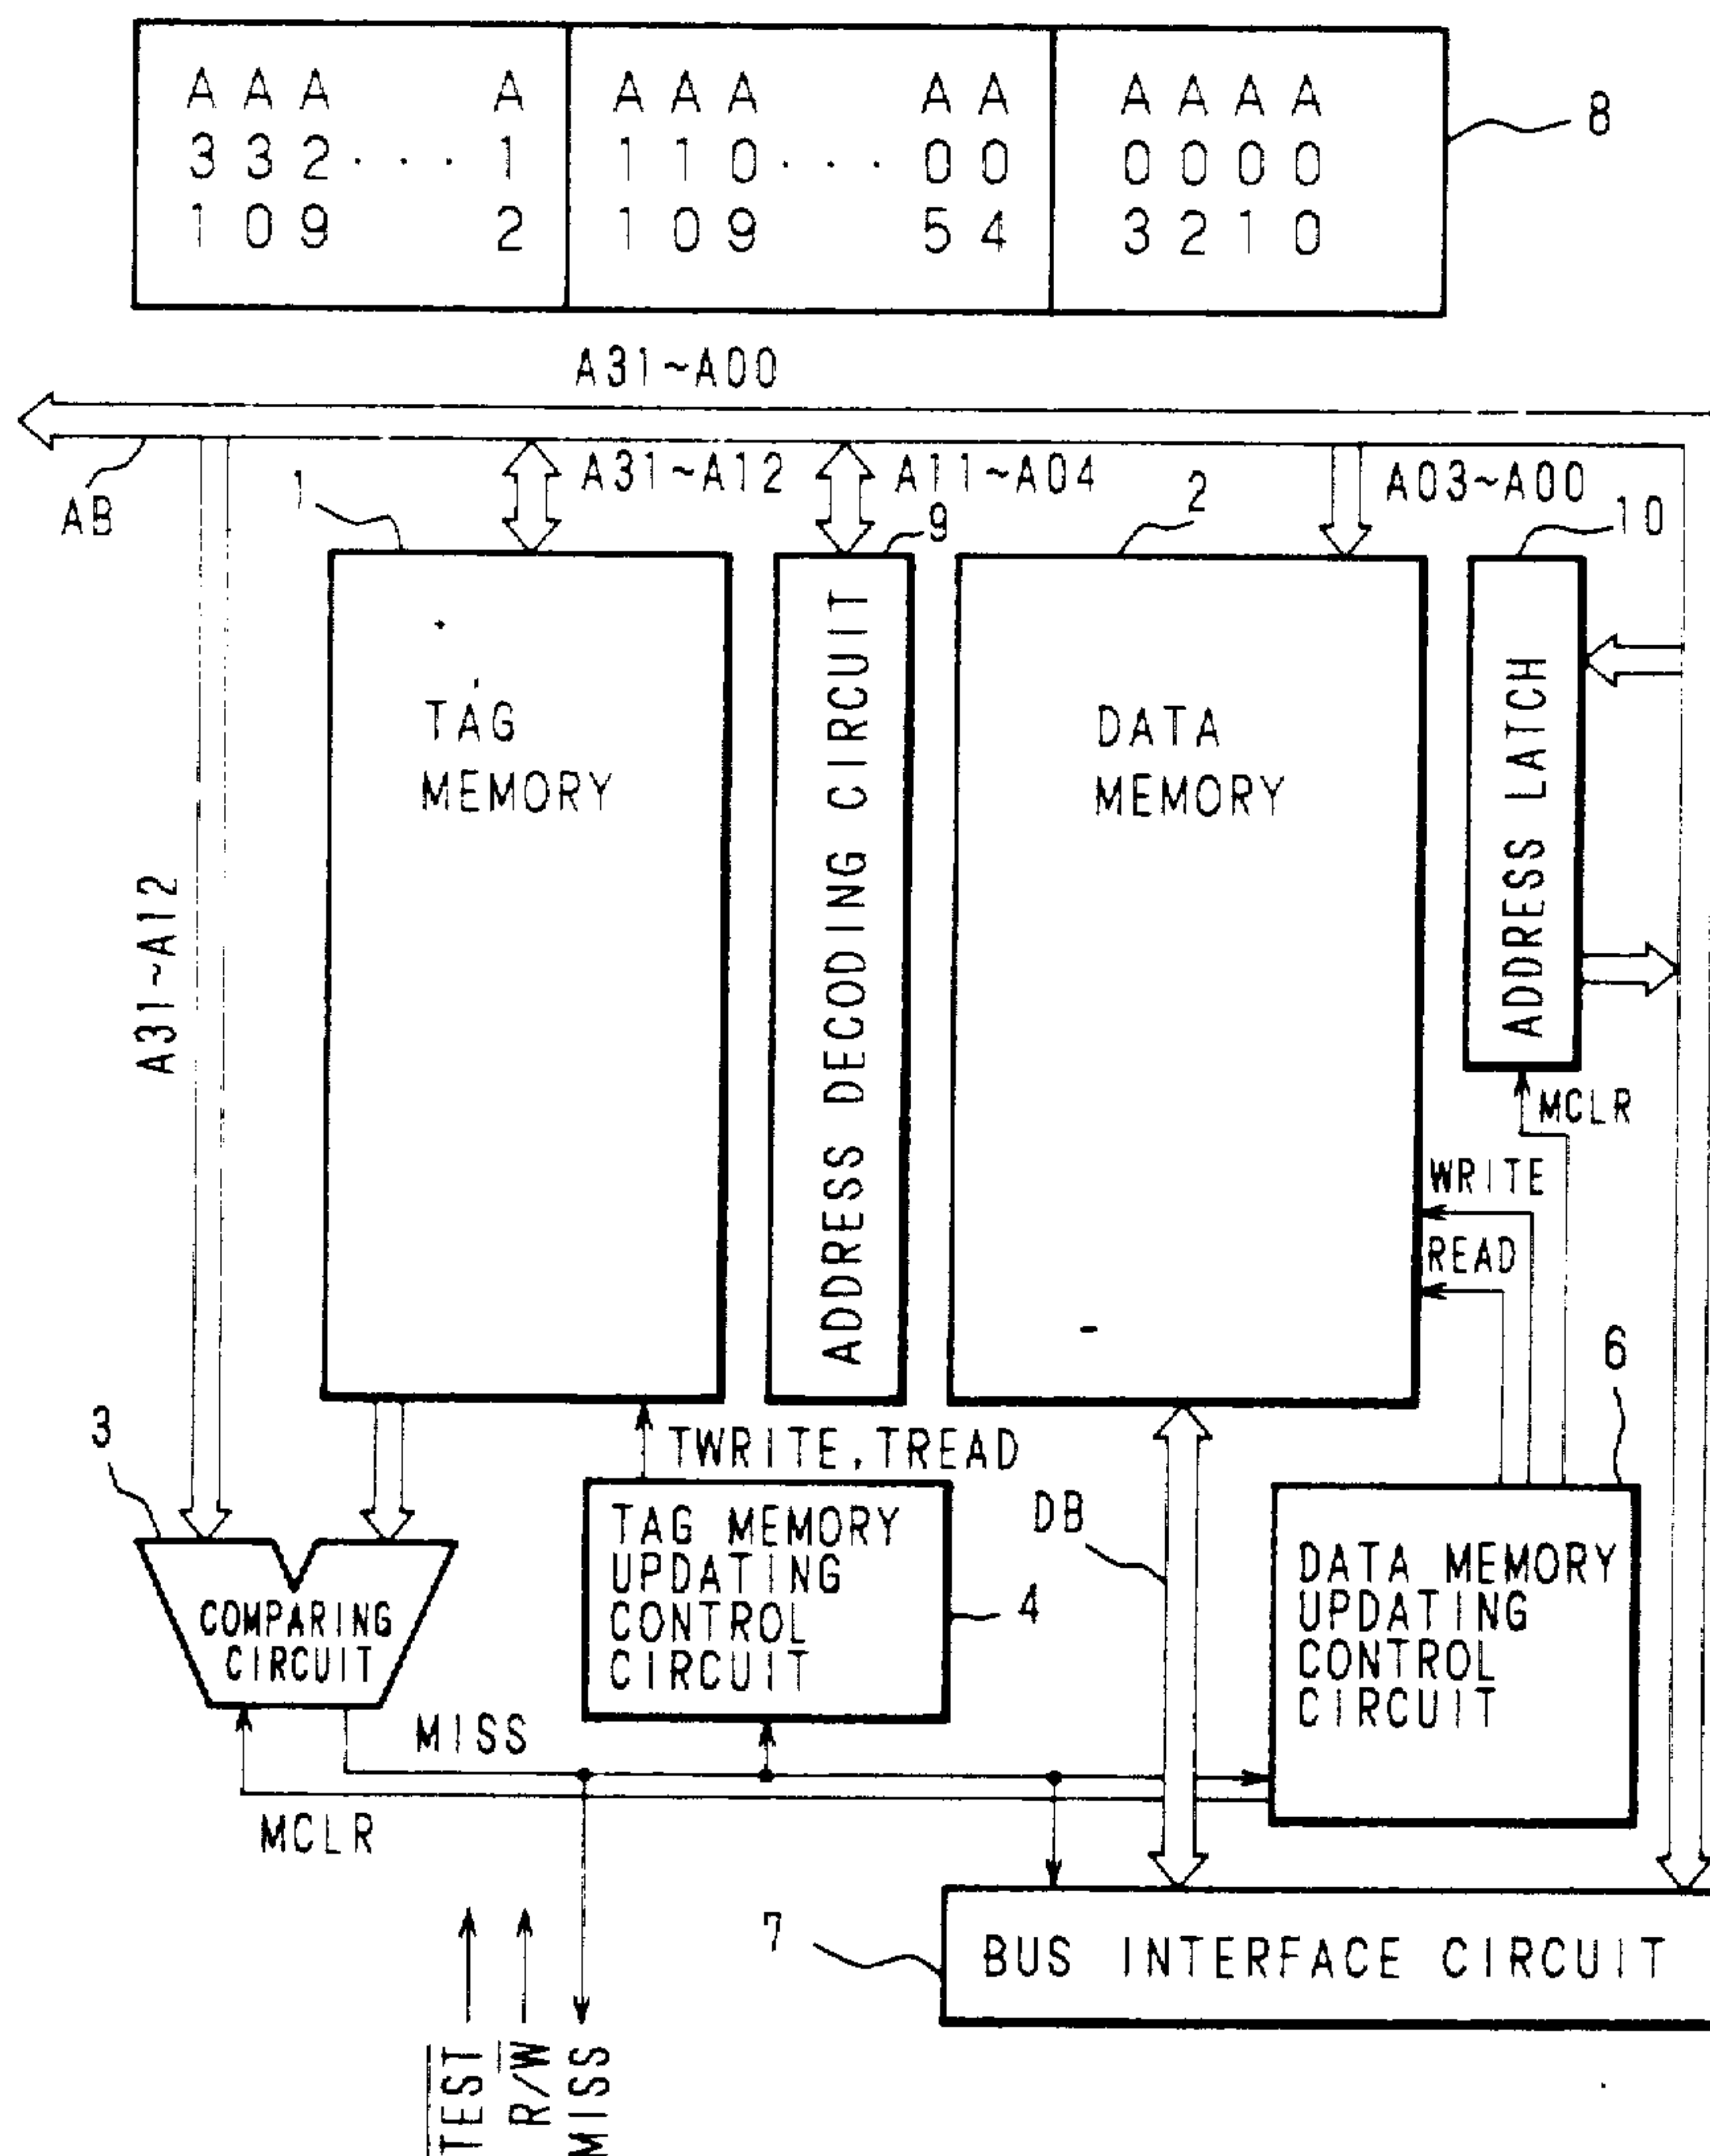 A A A A A A A A A A A A A
3 3 2 · · · 1 1 1 0 · · · 0 0 0 0 0 0
1 0 9 2 1 0 9 5 4 3 2 1 0
8
A31~A00
AB
A31~A12
A11~A04
A03~A00
1
9
2
10
TAG
MEMORY
ADDRESS DECODING CIRCUIT
DATA
MEMORY
ADDRESS LATCH
A31~A12
MCLR
WRITE
READ
6
3
TWRITE, TREAD
DB
TAG MEMORY
UPDATING
CONTROL
CIRCUIT
4
DATA MEMORY
UPDATING
CONTROL
CIRCUIT
COMPARING
CIRCUIT
MISS
MCLR
7
BUS INTERFACE CIRCUIT
TEST
R/W
MISS